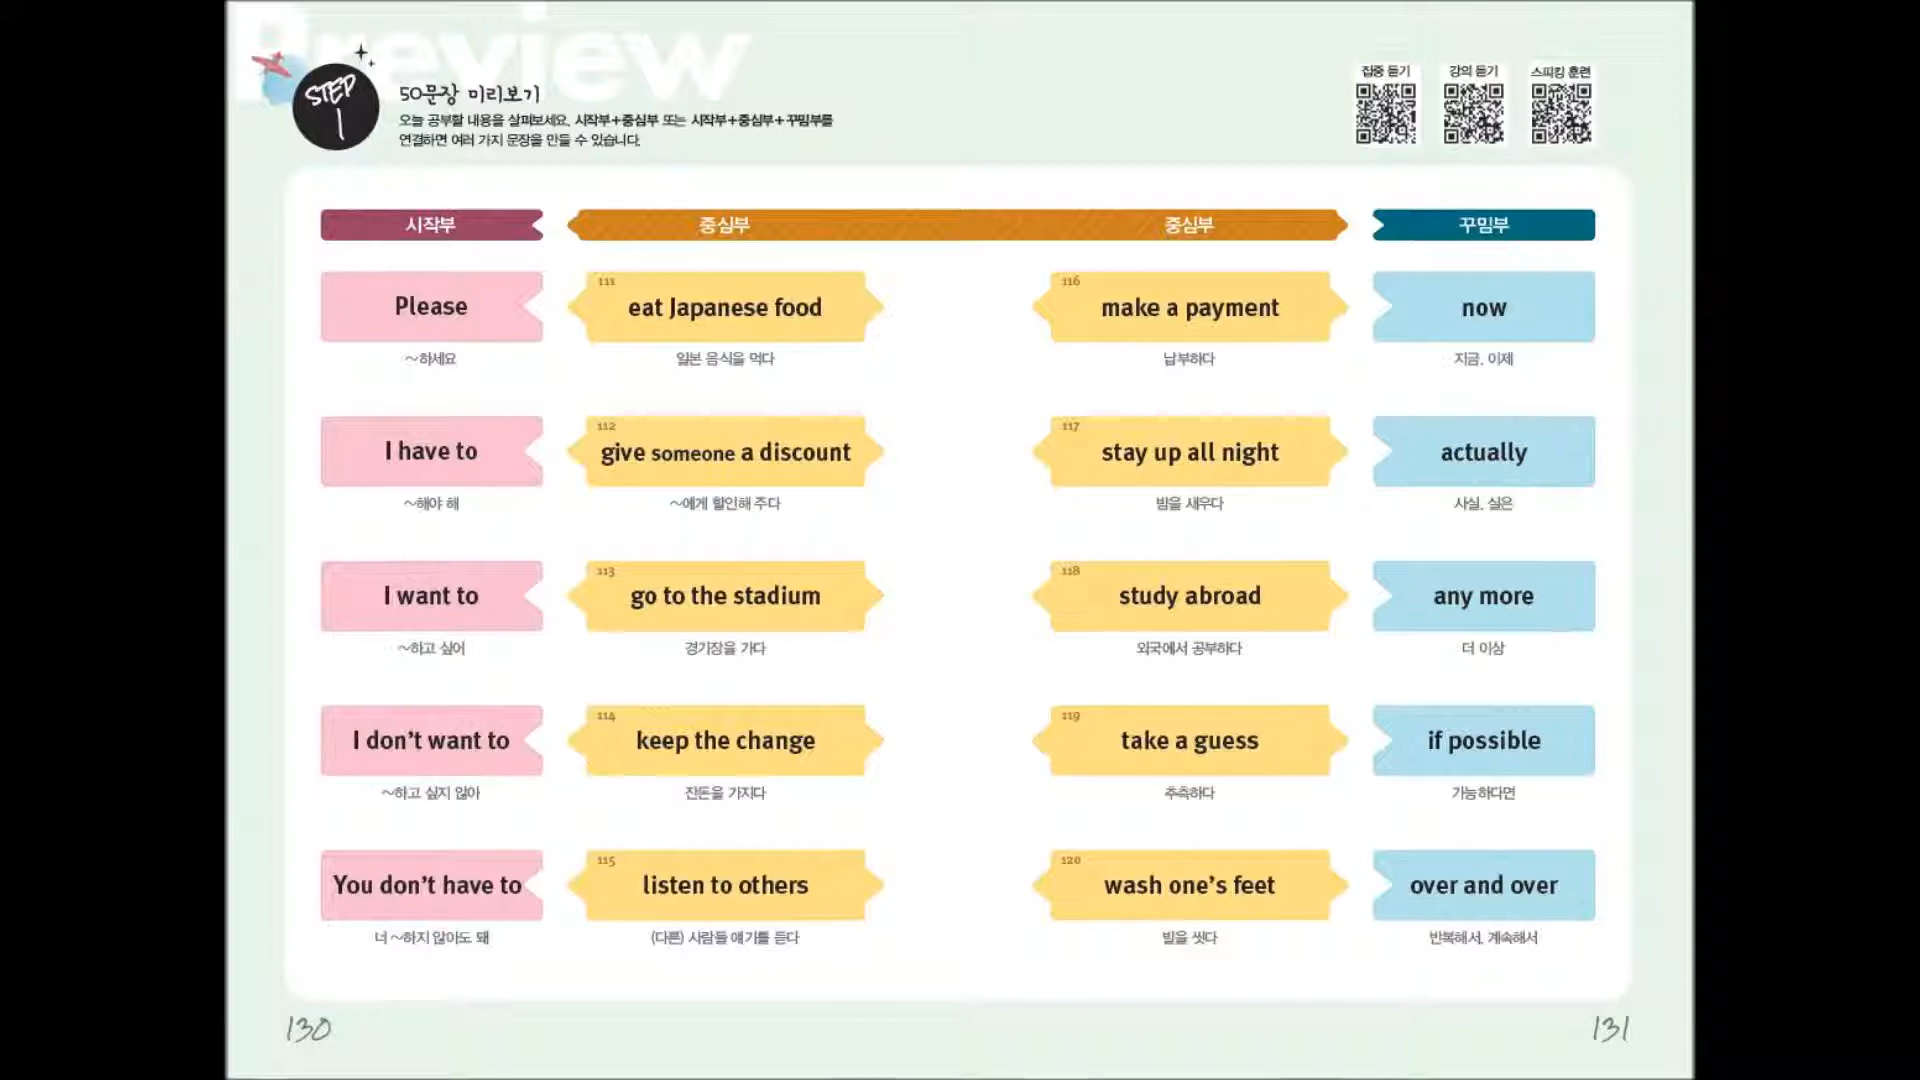 Preview
STEP
1
50문장 미리보기
오늘 공부할 내용을 살펴보세요. 시작부+중심부 또는 시작부+중심부+꾸밈부를
연결하면 여러 가지 문장을 만들 수 있습니다.
집중 듣기
강의 듣기
스피킹 훈련
시작부
중심부
중심부
꾸밈부
Please
~하세요
111
eat Japanese food
일본 음식을 먹다
116
make a payment
납부하다
now
지금, 이제
I have to
~해야 해
112
give someone a discount
~에게 할인해 주다
117
stay up all night
밤을 새우다
actually
사실, 실은
I want to
~하고 싶어
113
go to the stadium
경기장을 가다
118
study abroad
외국에서 공부하다
any more
더 이상
I don't want to
~하고 싶지 않아
114
keep the change
잔돈을 가지다
119
take a guess
추측하다
if possible
가능하다면
You don't have to
너 ~하지 않아도 돼
115
listen to others
(다른) 사람들 얘기를 듣다
120
wash one's feet
발을 씻다
over and over
반복해서, 계속해서
130
131